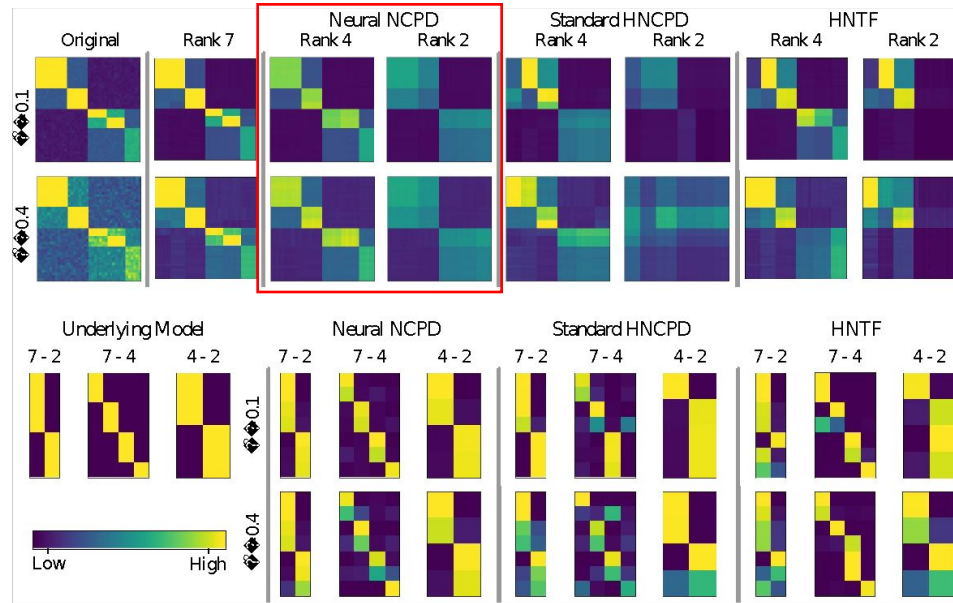 Neural NCPD Standard HNCPD HNTF
Original Rank 7 Rank 4 Rank 2 Rank 4 Rank 2 Rank 4 Rank 2
��0.1
��0.4
Underlying Model Neural NCPD Standard HNCPD HNTF
7 - 2 7 - 4 4 - 2 7 - 2 7 - 4 4 - 2 7 - 2 7 - 4 4 - 2 7 - 2 7 - 4 4 - 2
��0.1
��0.4
Low High